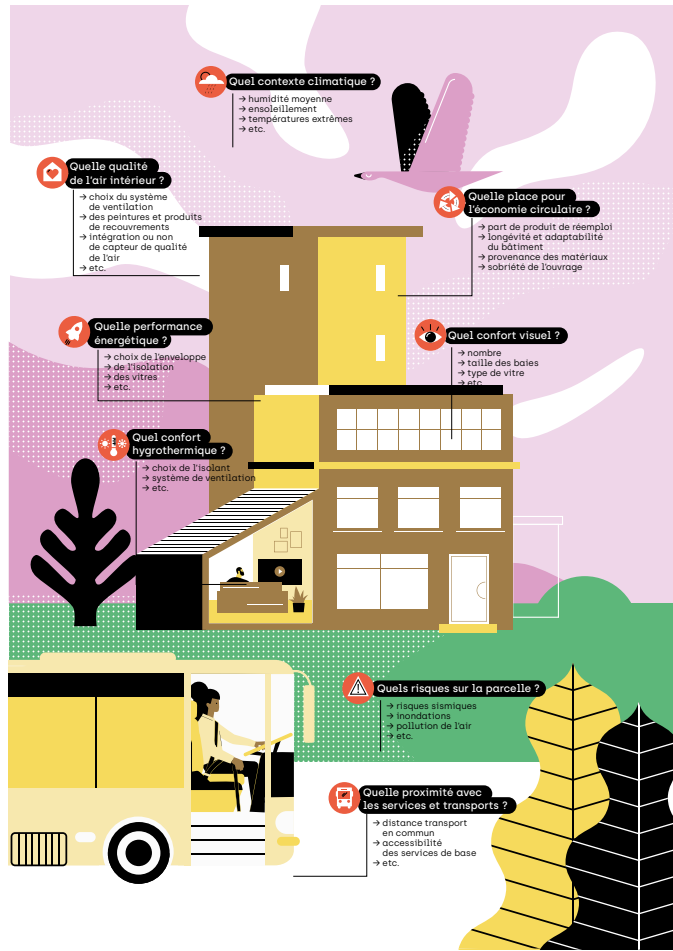 Quel contexte climatique ?
→ humidité moyenne
→ ensoleillement
→ températures extrêmes
→ etc.
Quelle qualité
de l'air intérieur ?
→ choix du système
de ventilation
→ des peintures et produits
de recouvrements
→ intégration ou non
de capteur de qualité
de l'air
→ etc.
Quelle place pour
l'économie circulaire ?
→ part de produit de réemploi
→ longévité et adaptabilité
du bâtiment
→ provenance des matériaux
→ sobriété de l'ouvrage
Quelle performance
énergétique ?
→ choix de l'enveloppe
→ de l'isolation
→ des vitres
→ etc.
Quel confort visuel ?
→ nombre
→ taille des baies
→ type de vitre
→ etc.
Quel confort
hygrothermique ?
→ choix de l'isolant
→ système de ventilation
→ etc.
Quels risques sur la parcelle ?
→ risques sismiques
→ inondations
→ pollution de l'air
→ etc.
Quelle proximité avec
les services et transports ?
→ distance transport
en commun
→ accessibilité
des services de base
→ etc.